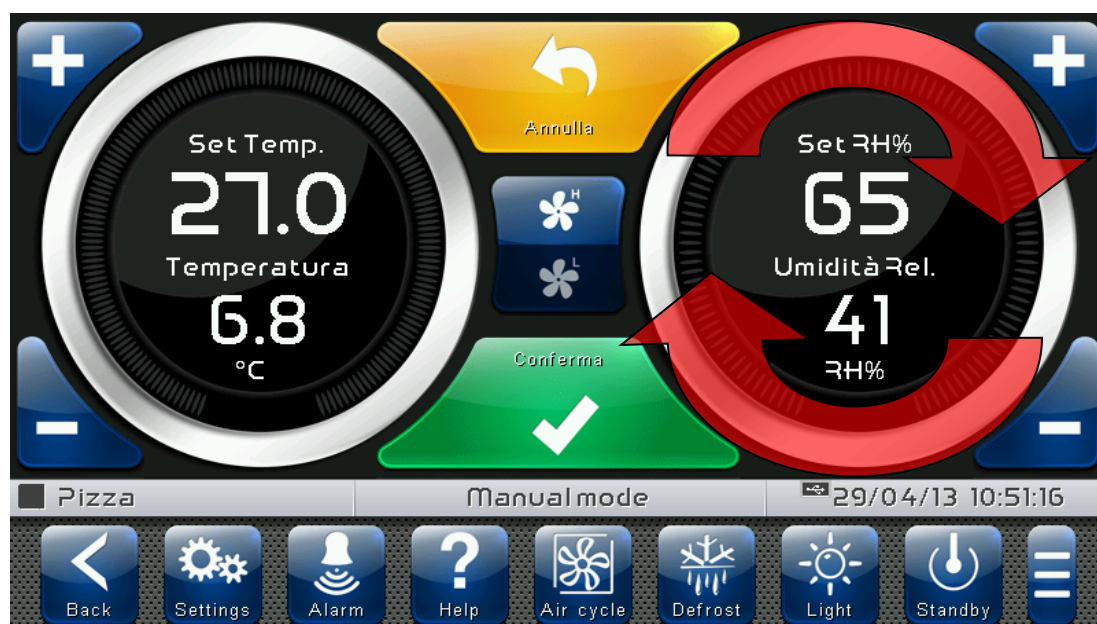 Set Temp.
27.0
Temperatura
6.8
°C
Annulla
H
L
Conferma
Set RH%
65
Umidità Rel.
41
RH%
Pizza
Manual mode
29/04/13 10:51:16
Back
Settings
Alarm
? Help
Air cycle
Defrost
Light
Standby